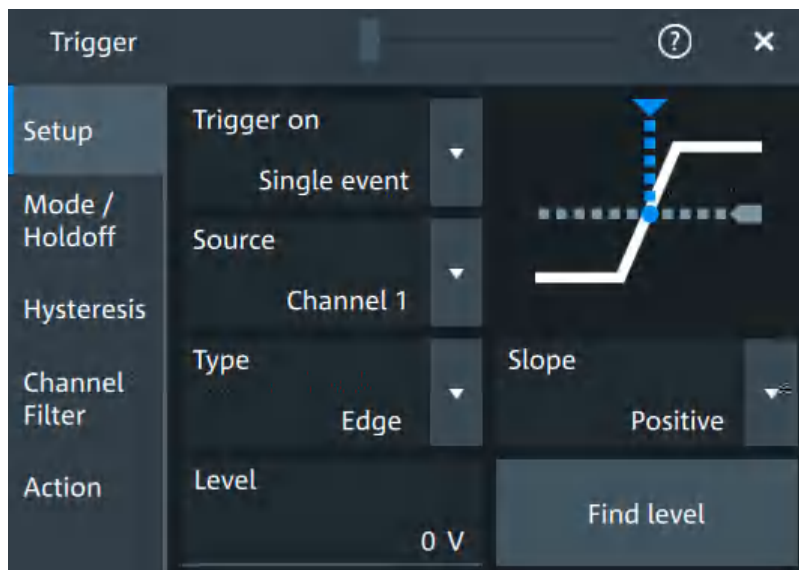 Trigger
?
Setup
Mode /
Holdoff
Hysteresis
Channel
Filter
Action
Trigger on
Single event
Source
Channel 1
Type
Edge
Slope
Positive
Level
0 V
Find level